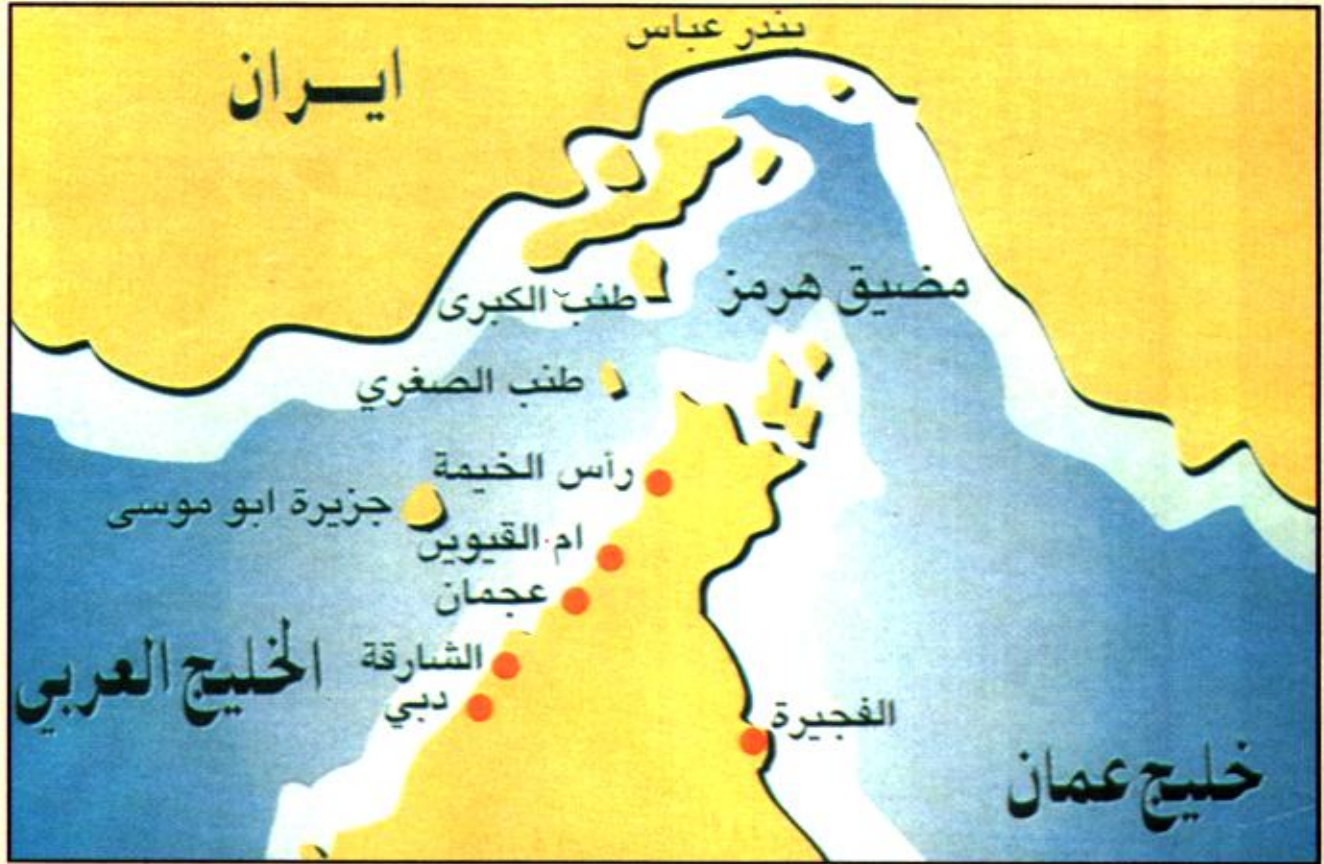 بندر عباس
ايـــران
مضيق هرمز
طنب الكبرى
طنب الصغري
رأس الخيمة
جزيرة ابو موسى
ام القيوين
عجمان
الشارقة
الخليج العربي
دبي
الفجيرة
خليج عمان